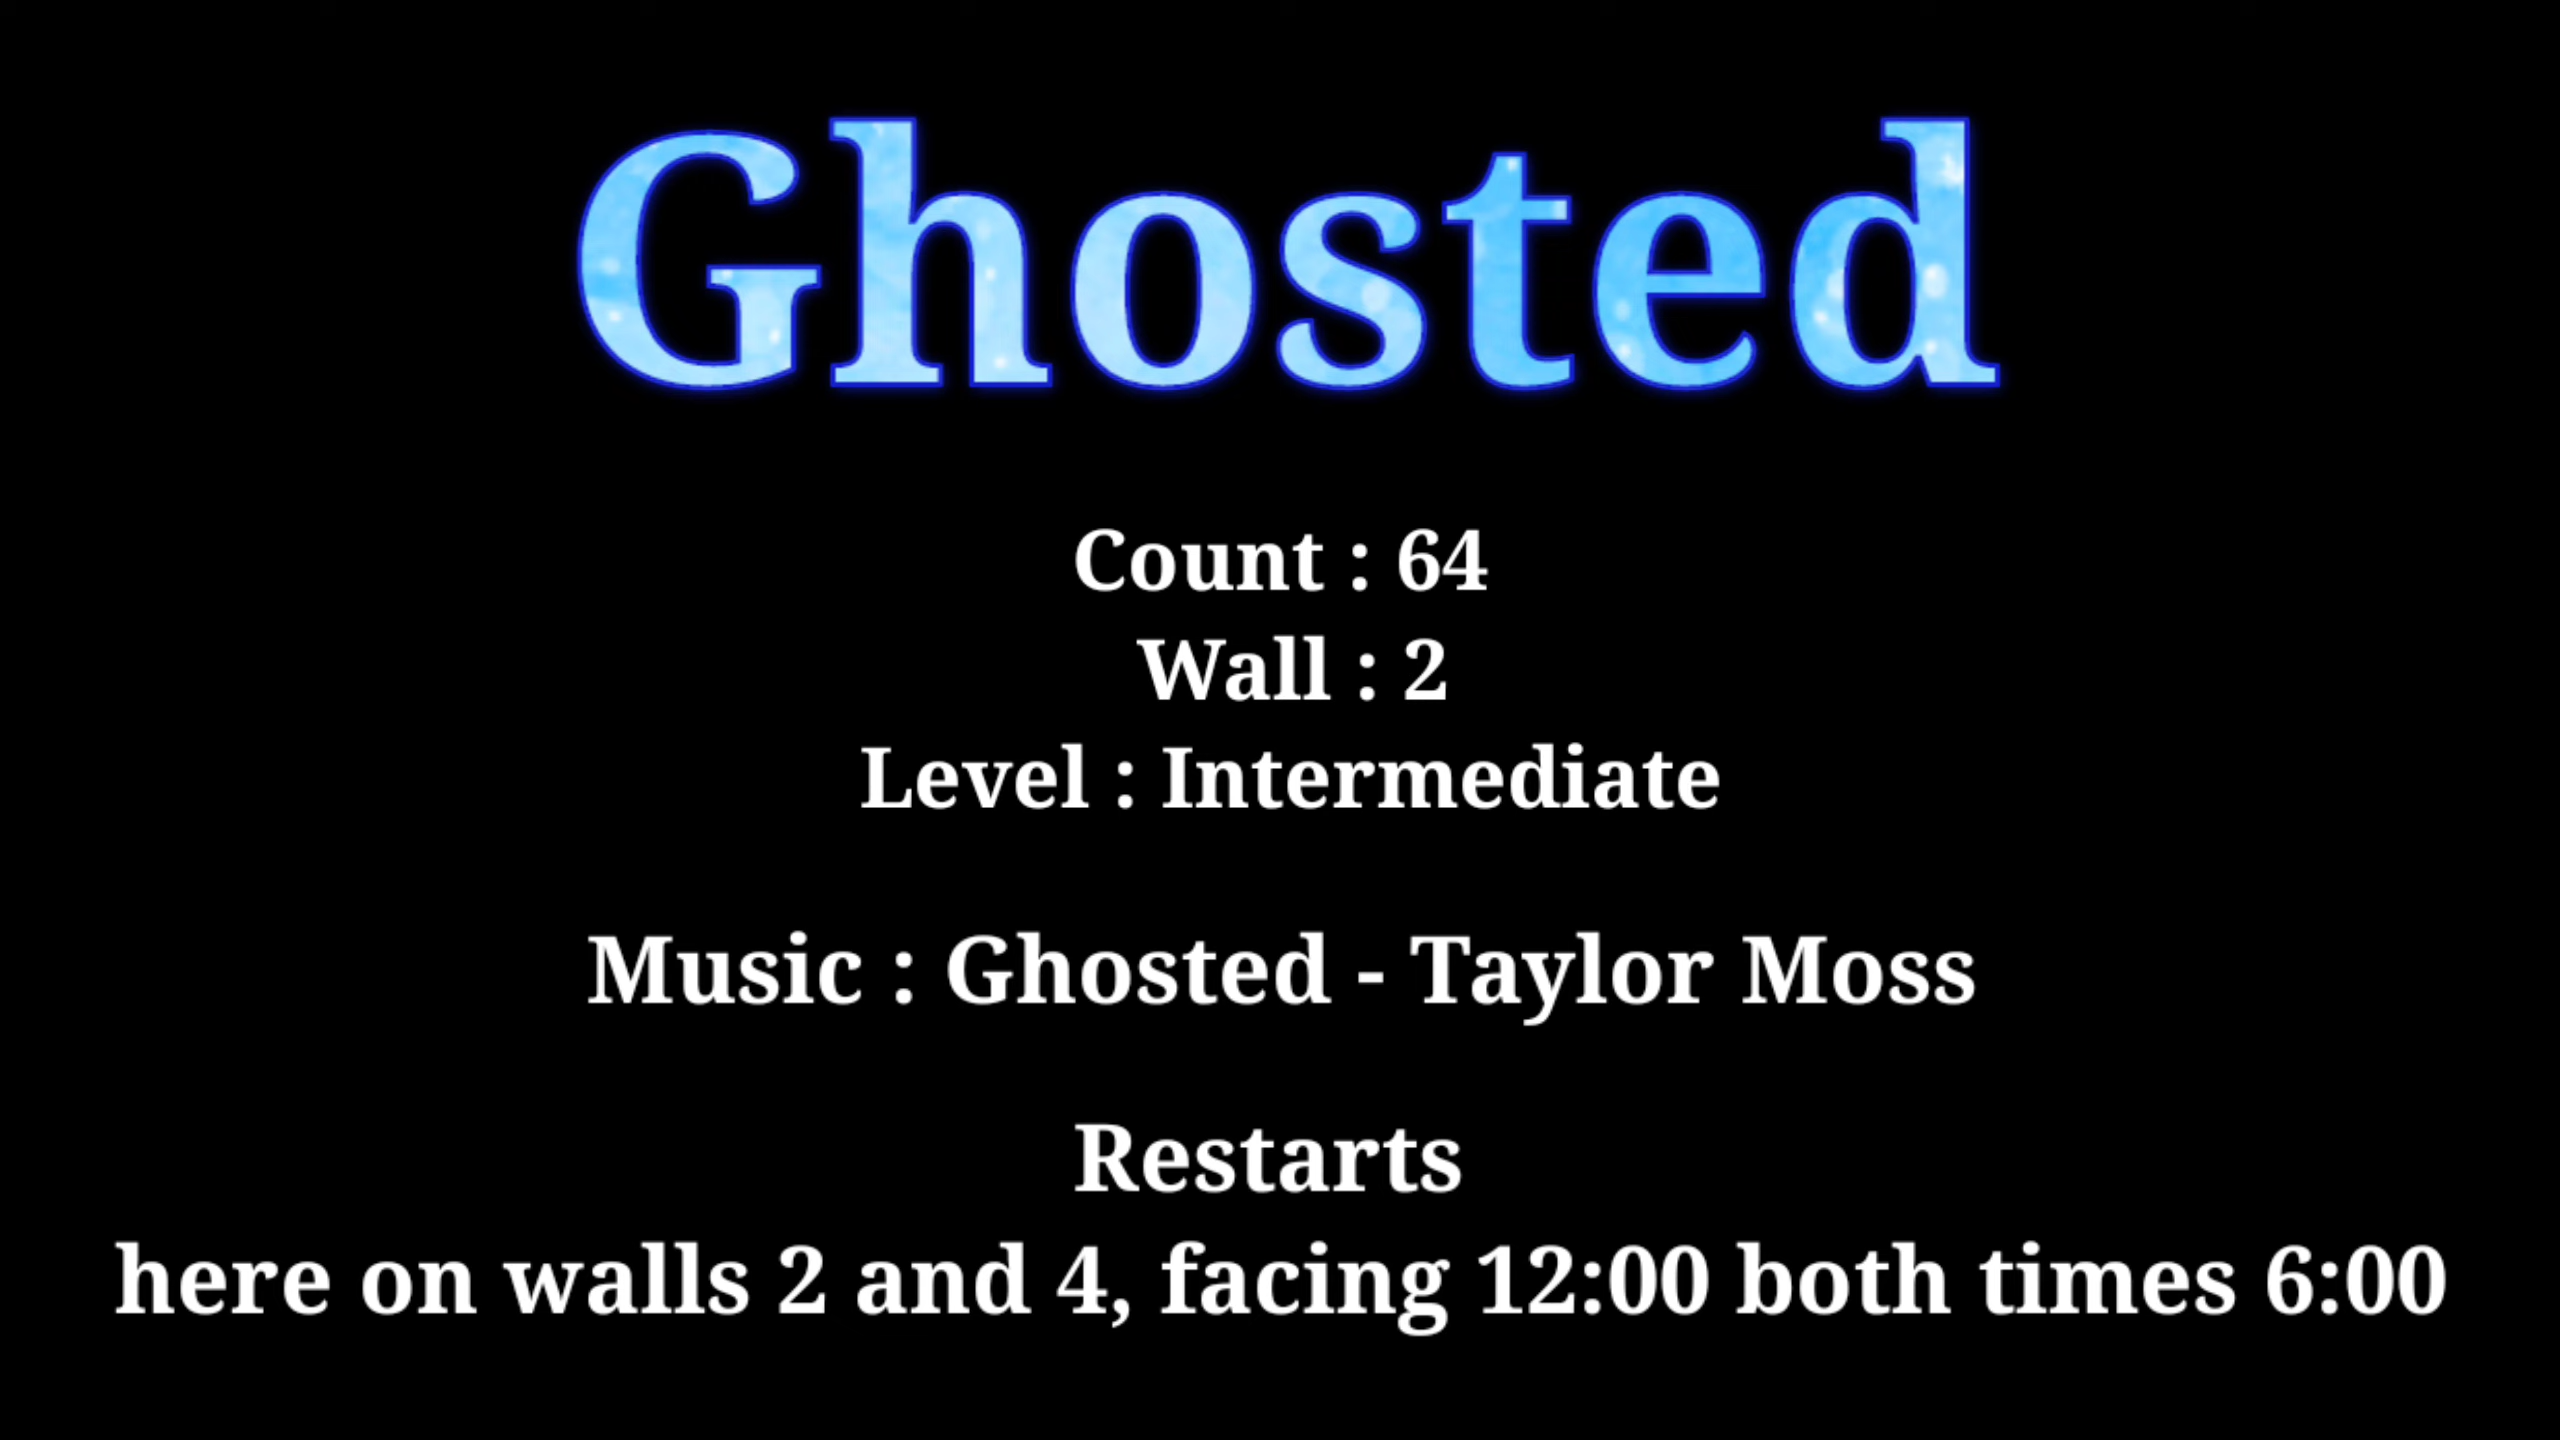 Ghosted
Count : 64
Wall : 2
Level : Intermediate
Music : Ghosted - Taylor Moss
Restarts
here on walls 2 and 4, facing 12:00 both times 6:00